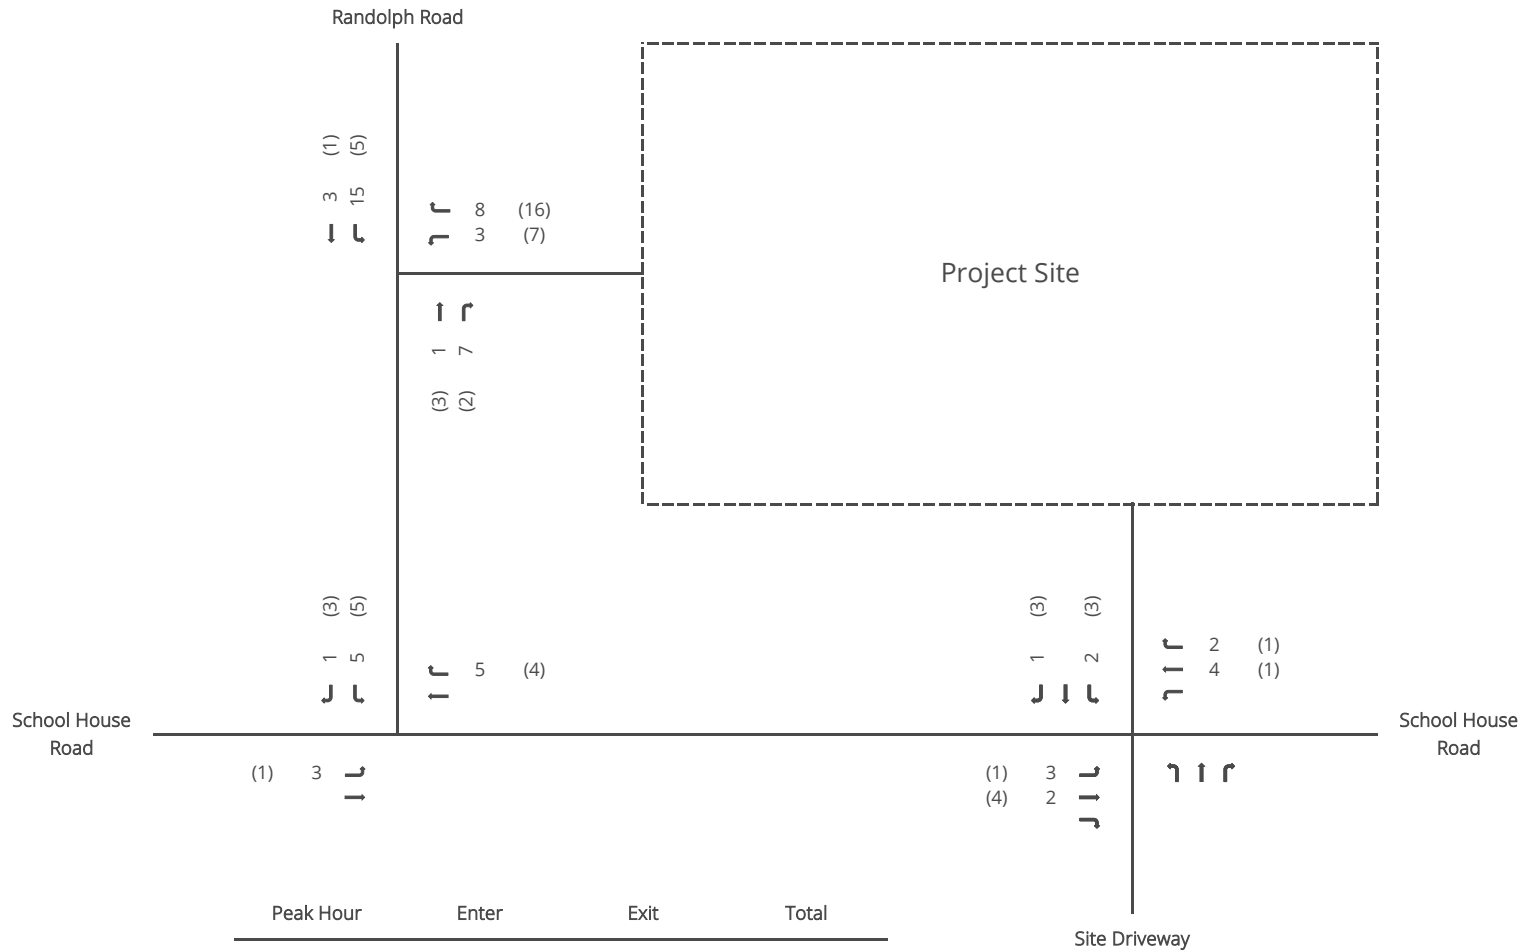 Randolph Road
(1) (5)
3 15
8 (16)
3 (7)
Project Site
1 7
(3) (2)
(3) (5)
1 5
5 (4)
(3) (3)
1 2
2 (1)
4 (1)
School House
Road
School House
Road
(1) 3
(1) 3
(4) 2
Peak Hour Enter Exit Total
Site Driveway